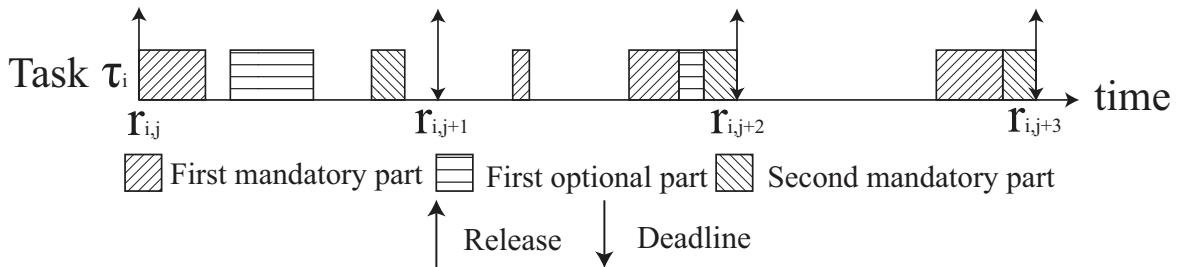 Task τi time
ri,j ri,j+1 ri,j+2 ri,j+3
First mandatory part First optional part Second mandatory part
Release Deadline